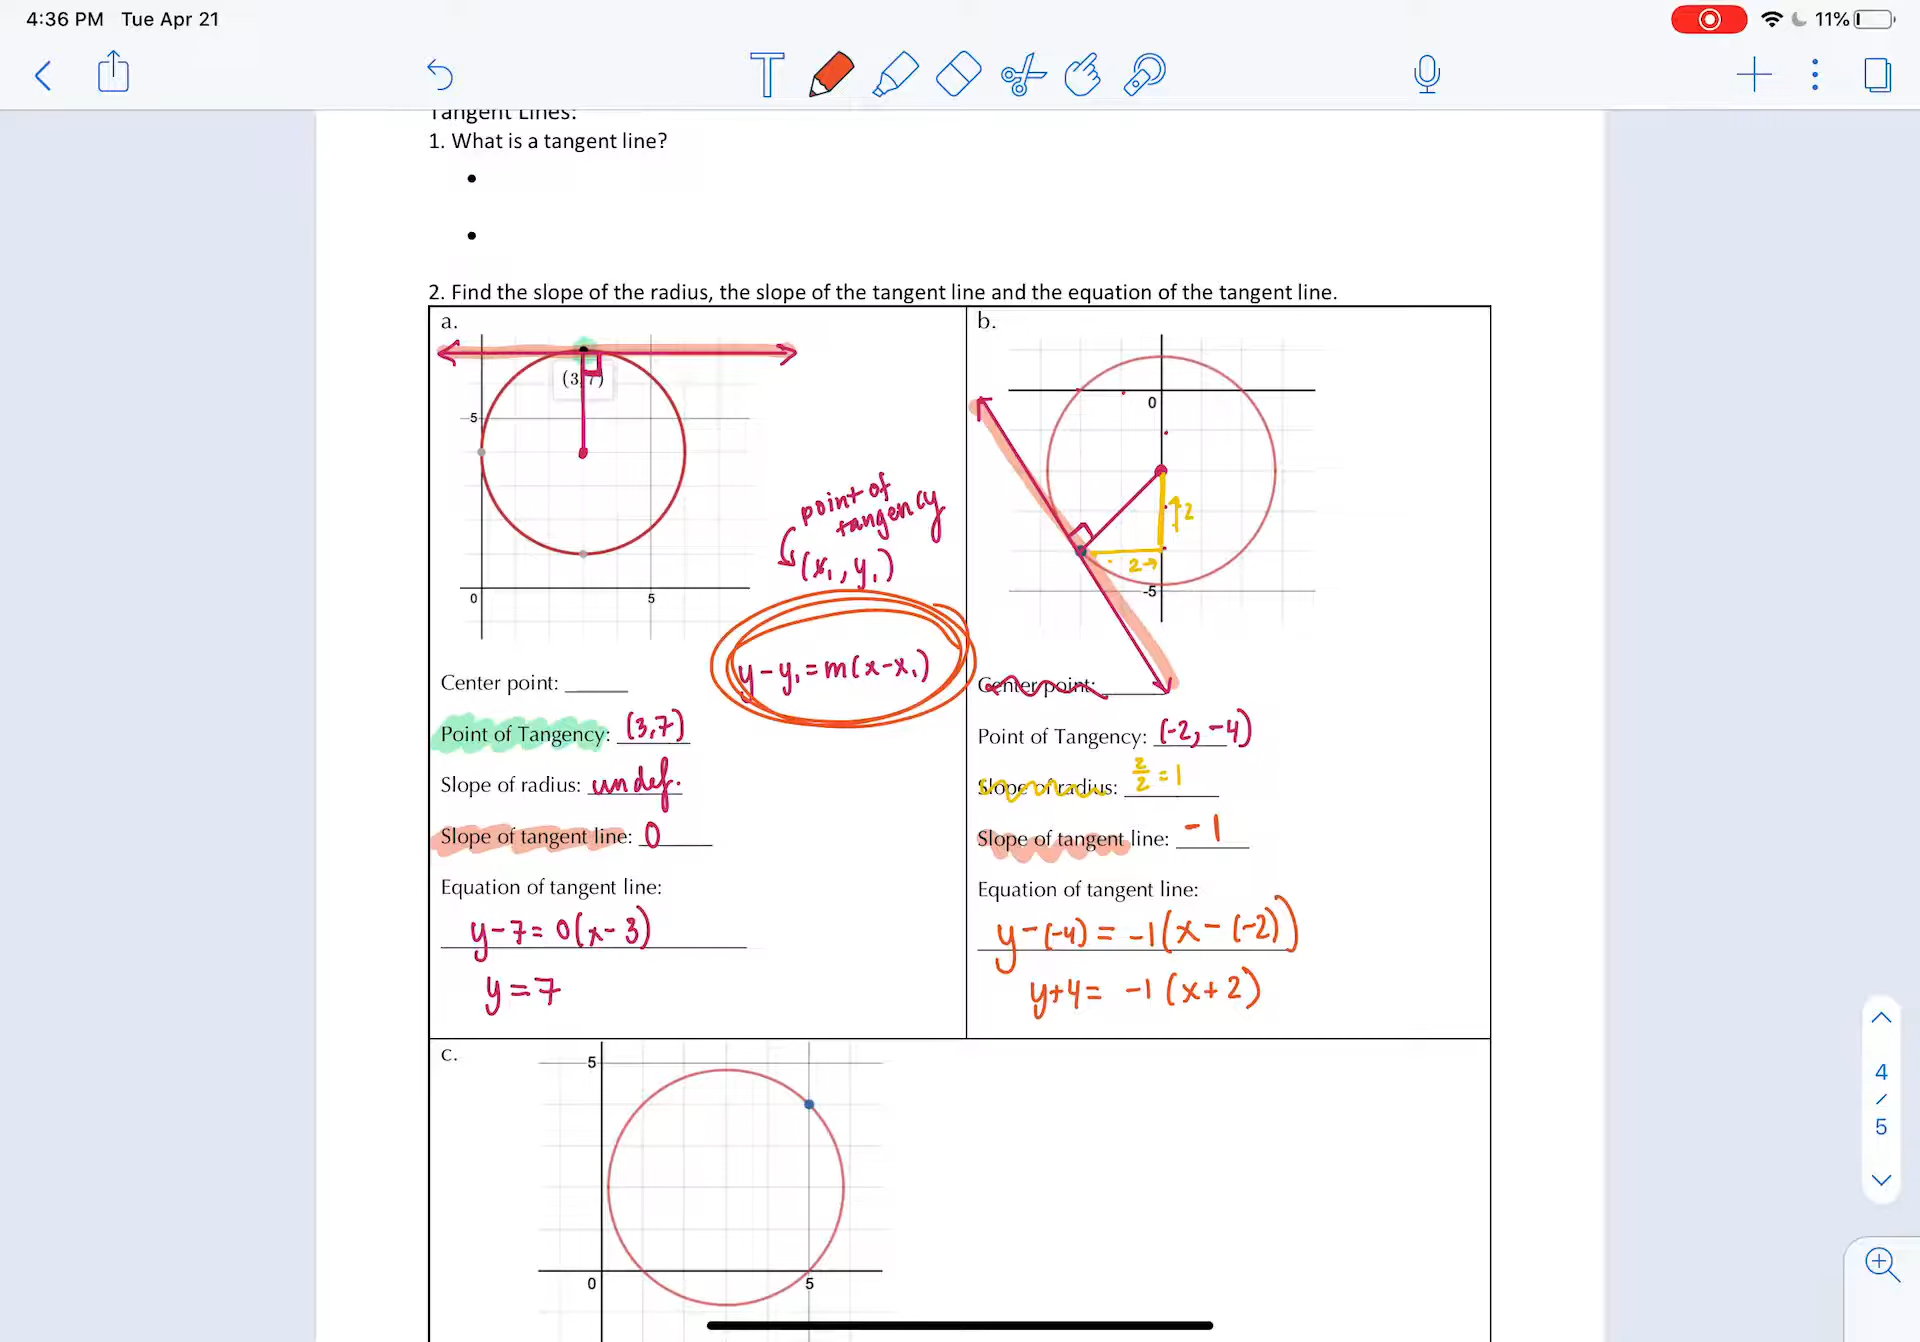 4:36 PM Tue Apr 21
11%
Tangent Lines:
1. What is a tangent line?
2. Find the slope of the radius, the slope of the tangent line and the equation of the tangent line.
a.
(3,7)
5
0
5
point of
tangency
(x₁, y₁)
y-y₁=m(x-x₁)
Center point: ______
Point of Tangency: (3,7)
Slope of radius: undef.
Slope of tangent line: 0
Equation of tangent line:
y-7=0(x-3)
y=7
b.
0
2
2
-5
Center point: ______
Point of Tangency: (-2, -4)
Slope of radius: 2/2 = 1
Slope of tangent line: -1
Equation of tangent line:
y-(-4) = -1(x-(-2))
y+4= -1(x+2)
c.
5
0
5
4
/
5